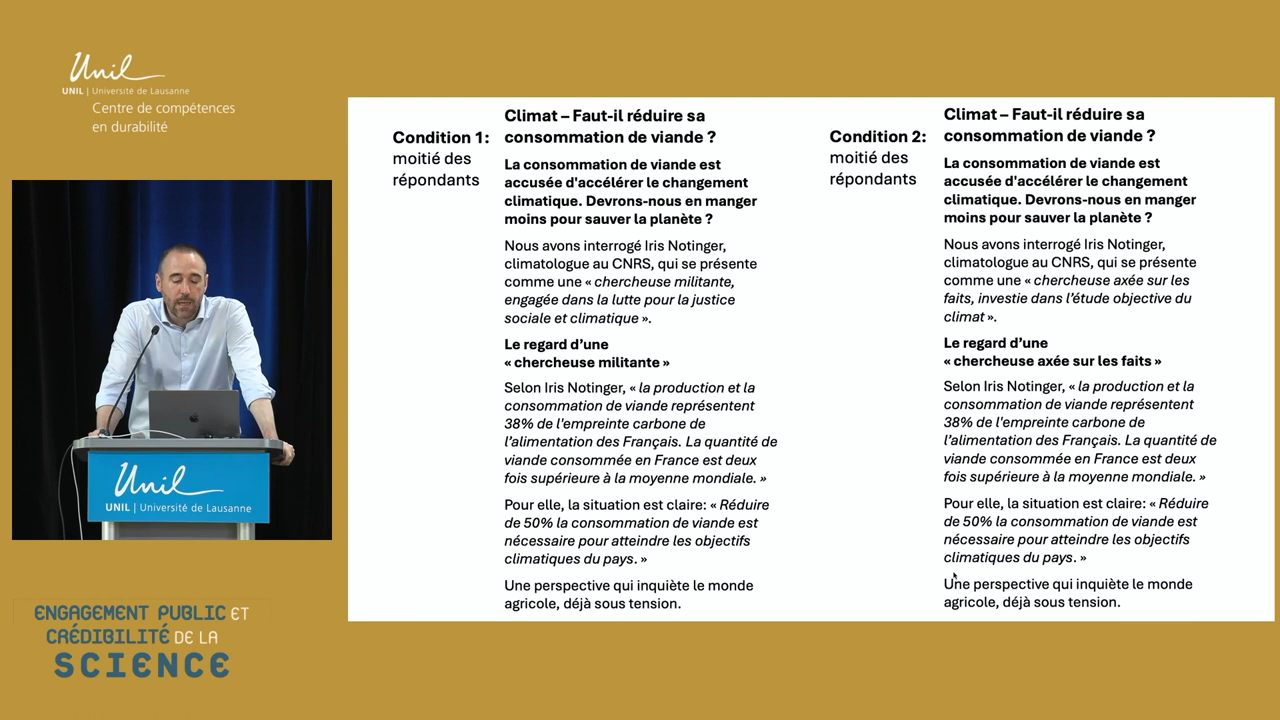 Unil
UNIL | Université de Lausanne
Centre de compétences
en durabilité
Unil
UNIL | Université de Lausanne
ENGAGEMENT PUBLIC ET
CRÉDIBILITÉ DE LA
SCIENCE
Condition 1:
moitié des
répondants
Climat – Faut-il réduire sa
consommation de viande ?
La consommation de viande est
accusée d'accélérer le changement
climatique. Devrons-nous en manger
moins pour sauver la planète ?
Nous avons interrogé Iris Notinger,
climatologue au CNRS, qui se présente
comme une « chercheuse militante,
engagée dans la lutte pour la justice
sociale et climatique ».
Le regard d’une
« chercheuse militante »
Selon Iris Notinger, « la production et la
consommation de viande représentent
38% de l'empreinte carbone de
l’alimentation des Français. La quantité de
viande consommée en France est deux
fois supérieure à la moyenne mondiale. »
Pour elle, la situation est claire: « Réduire
de 50% la consommation de viande est
nécessaire pour atteindre les objectifs
climatiques du pays. »
Une perspective qui inquiète le monde
agricole, déjà sous tension.
Condition 2:
moitié des
répondants
Climat – Faut-il réduire sa
consommation de viande ?
La consommation de viande est
accusée d'accélérer le changement
climatique. Devrons-nous en manger
moins pour sauver la planète ?
Nous avons interrogé Iris Notinger,
climatologue au CNRS, qui se présente
comme une « chercheuse axée sur les
faits, investie dans l’étude objective du
climat ».
Le regard d’une
« chercheuse axée sur les faits »
Selon Iris Notinger, « la production et la
consommation de viande représentent
38% de l'empreinte carbone de
l’alimentation des Français. La quantité de
viande consommée en France est deux
fois supérieure à la moyenne mondiale. »
Pour elle, la situation est claire: « Réduire
de 50% la consommation de viande est
nécessaire pour atteindre les objectifs
climatiques du pays. »
Une perspective qui inquiète le monde
agricole, déjà sous tension.